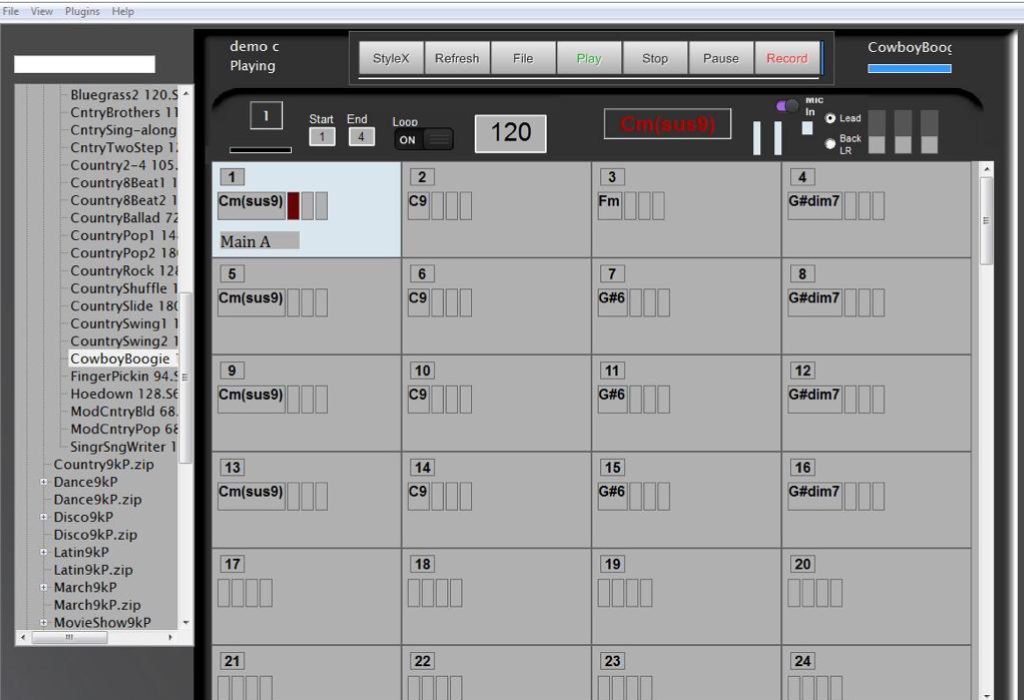 File View Plugins Help
demo c
Playing
StyleX Refresh File Play Stop Pause Record
CowboyBoog
1
Start End Loop
1 4 ON
120
Cm(sus9)
Mic In
Lead
Back LR
Bluegrass2 120.S
CntryBrothers 11
CntrySing-along
CntryTwoStep 12
Country2-4 105.
Country8Beat1 1
Country8Beat2 1
CountryBallad 72
CountryPop1 14
CountryPop2 18
CountryRock 128
CountryShuffle 1
CountrySlide 180
CountrySwing1 1
CountrySwing2 1
CowboyBoogie 1
FingerPickin 94.S
Hoedown 128.S6
ModCntryBld 68.
ModCntryPop 68
SingrSngWriter 1
Country9kP.zip
Dance9kP
Dance9kP.zip
Disco9kP
Disco9kP.zip
Latin9kP
Latin9kP.zip
March9kP
March9kP.zip
MovieShow9kP
1 2 3 4
Cm(sus9) C9 Fm G#dim7
Main A
5 6 7 8
Cm(sus9) C9 G#6 G#dim7
9 10 11 12
Cm(sus9) C9 G#6 G#dim7
13 14 15 16
Cm(sus9) C9 G#6 G#dim7
17 18 19 20
21 22 23 24